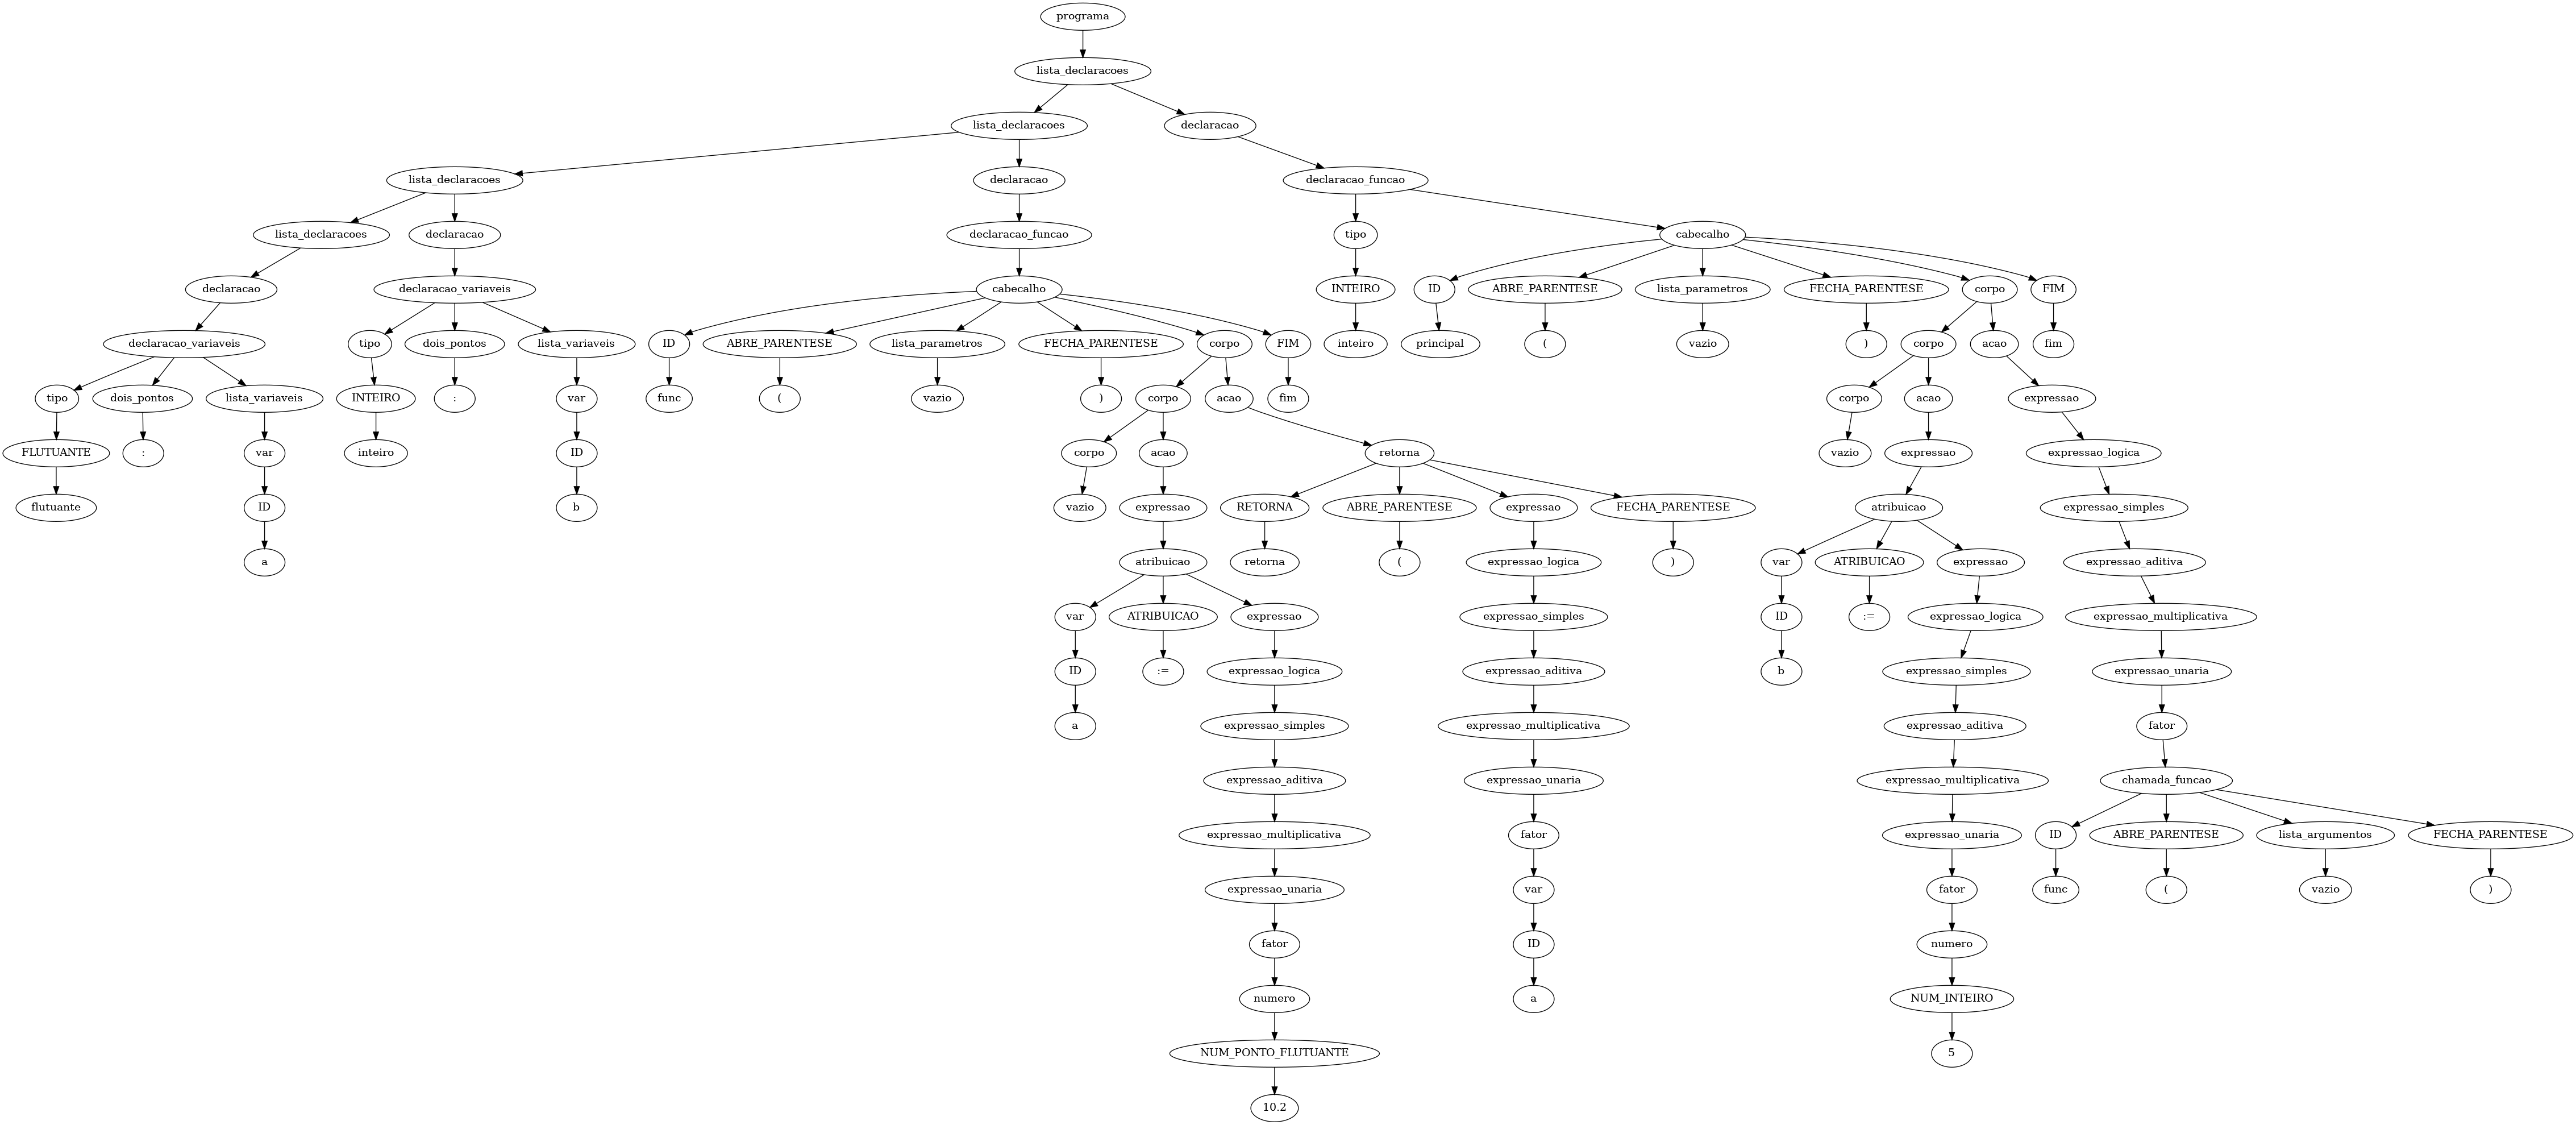 programa
lista_declaracoes
lista_declaracoes declaracao
lista_declaracoes declaracao declaracao_funcao
lista_declaracoes declaracao declaracao_funcao tipo cabecalho
declaracao declaracao_variaveis cabecalho INTEIRO ID ABRE_PARENTESE lista_parametros FECHA_PARENTESE corpo FIM
declaracao_variaveis tipo dois_pontos lista_variaveis ID ABRE_PARENTESE lista_parametros FECHA_PARENTESE corpo FIM inteiro principal ( vazio ) corpo acao fim
tipo dois_pontos lista_variaveis INTEIRO : var func ( vazio ) corpo acao fim corpo acao expressao
FLUTUANTE : var inteiro ID corpo acao retorna vazio expressao expressao_logica
flutuante ID b vazio expressao RETORNA ABRE_PARENTESE expressao FECHA_PARENTESE atribuicao expressao_simples
a atribuicao retorna ( expressao_logica ) var ATRIBUICAO expressao expressao_aditiva
var ATRIBUICAO expressao expressao_simples ID := expressao_logica expressao_multiplicativa
ID := expressao_logica expressao_aditiva b expressao_simples expressao_unaria
a expressao_simples expressao_multiplicativa expressao_aditiva fator
expressao_aditiva expressao_unaria expressao_multiplicativa chamada_funcao
expressao_multiplicativa fator expressao_unaria ID ABRE_PARENTESE lista_argumentos FECHA_PARENTESE
expressao_unaria var fator func ( vazio )
fator ID numero
numero a NUM_INTEIRO
NUM_PONTO_FLUTUANTE 5
10.2